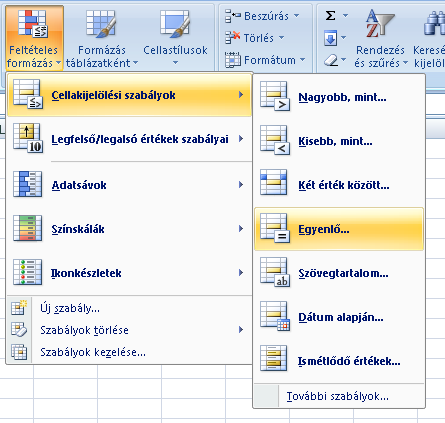 Feltételes
formázás
Formázás
táblázatként
Cellastílusok
Beszúrás
Törlés
Formátum
Σ
Rendezés
és szűrés
Keresé
kijelöl
Cellakijelölési szabályok
Legfelső/legalsó értékek szabályai
Adatsávok
Színskálák
Ikonkészletek
Új szabály...
Szabályok törlése
Szabályok kezelése...
Nagyobb, mint...
Kisebb, mint...
Két érték között...
Egyenlő...
Szövegtartalom...
Dátum alapján...
Ismétlődő értékek...
További szabályok...